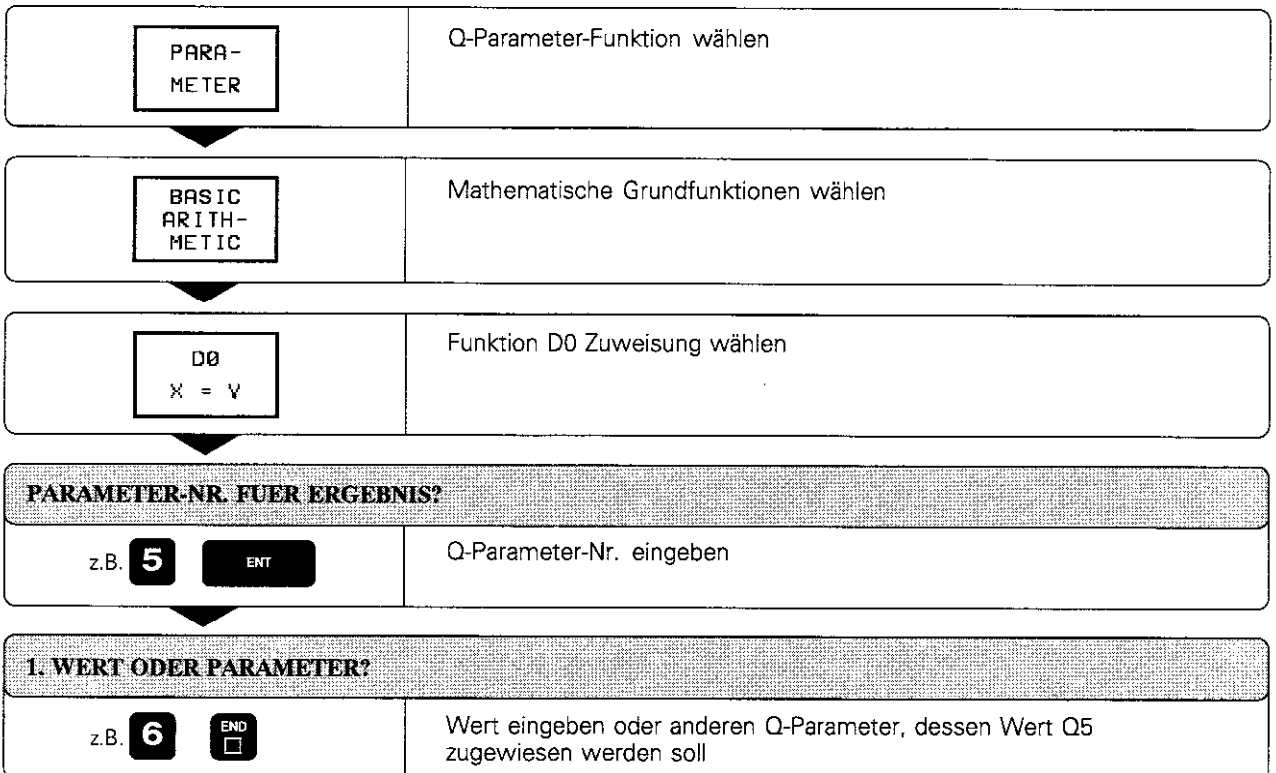 PARA-
METER
Q-Parameter-Funktion wählen
BASIC
ARITH-
METIC
Mathematische Grundfunktionen wählen
D0
X = Y
Funktion D0 Zuweisung wählen
PARAMETER-NR. FUER ERGEBNIS?
z.B. 5 ENT
Q-Parameter-Nr. eingeben
1. WERT ODER PARAMETER?
z.B. 6 END
Wert eingeben oder anderen Q-Parameter, dessen Wert Q5
zugewiesen werden soll